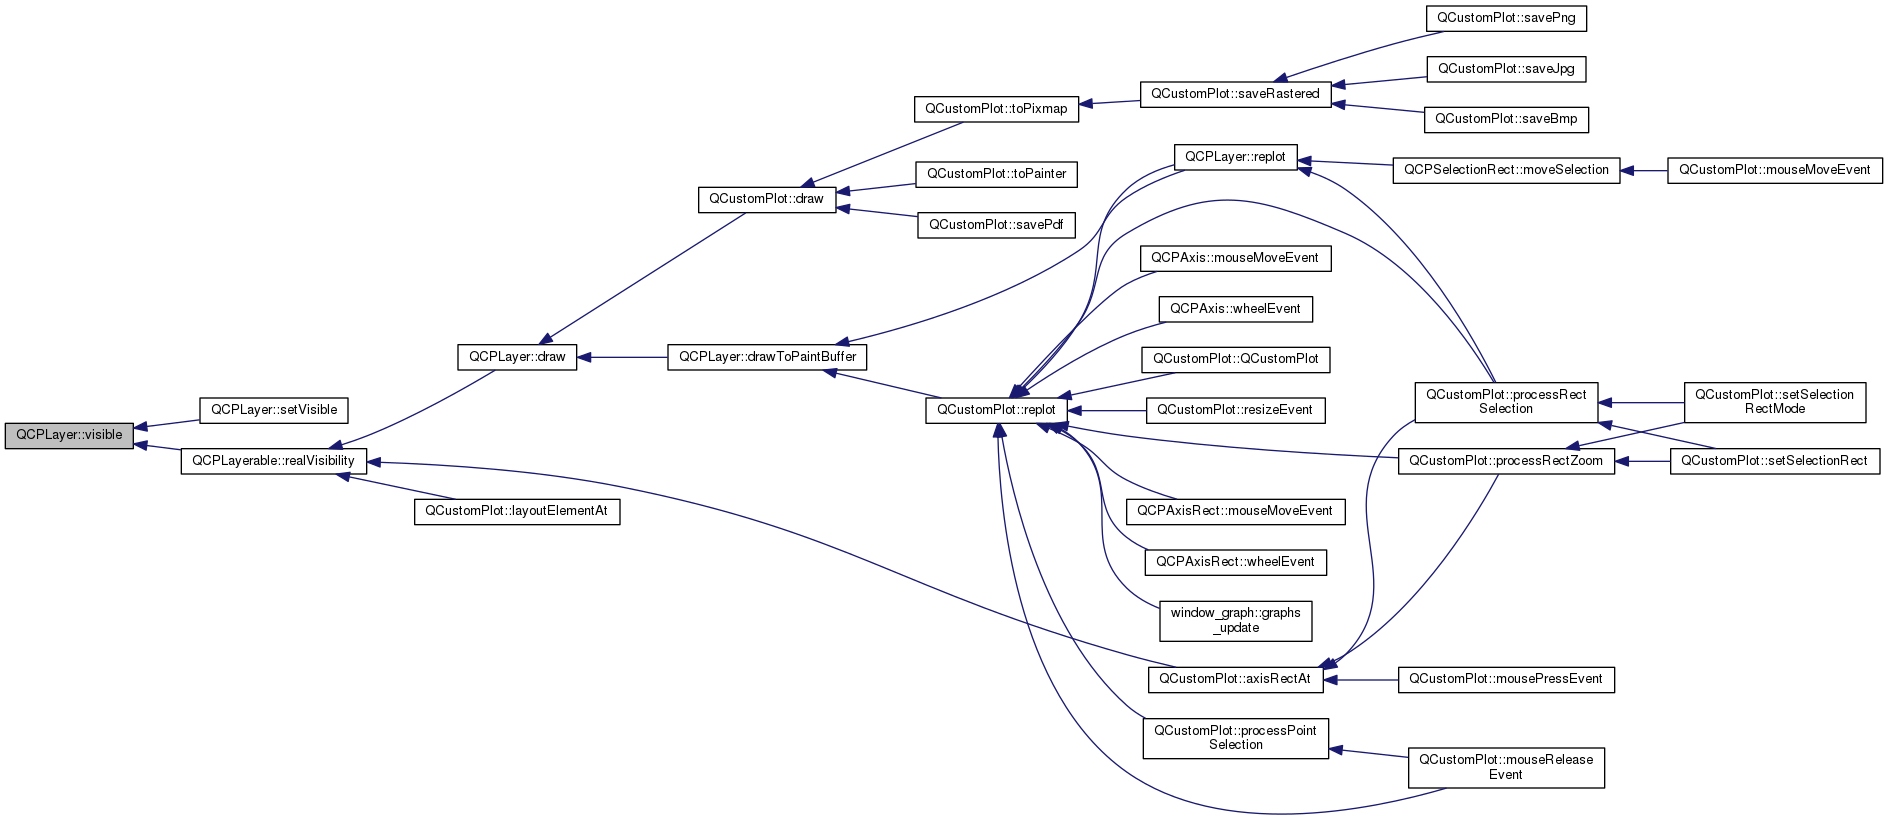 QCustomPlot::savePng
QCustomPlot::saveJpg
QCustomPlot::saveRastered
QCustomPlot::toPixmap
QCustomPlot::saveBmp
QCPLayer::replot
QCPSelectionRect::moveSelection
QCustomPlot::mouseMoveEvent
QCustomPlot::toPainter
QCustomPlot::draw
QCustomPlot::savePdf
QCPAxis::mouseMoveEvent
QCPAxis::wheelEvent
QCPLayer::draw
QCPLayer::drawToPaintBuffer
QCustomPlot::QCustomPlot
QCustomPlot::processRect
Selection
QCustomPlot::setSelection
RectMode
QCPLayer::setVisible
QCustomPlot::replot
QCustomPlot::resizeEvent
QCPLayer::visible
QCPLayerable::realVisibility
QCustomPlot::processRectZoom
QCustomPlot::setSelectionRect
QCustomPlot::layoutElementAt
QCPAxisRect::mouseMoveEvent
QCPAxisRect::wheelEvent
window_graph::graphs
_update
QCustomPlot::axisRectAt
QCustomPlot::mousePressEvent
QCustomPlot::processPoint
Selection
QCustomPlot::mouseRelease
Event